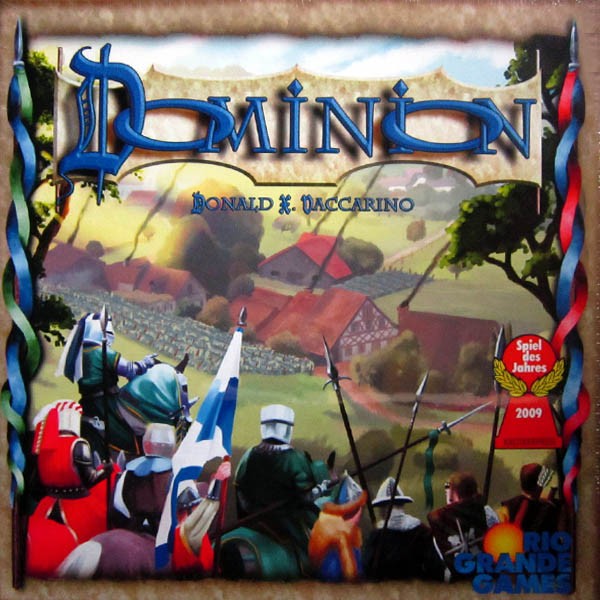 Dominion
Donald X. Vaccarino
Spiel
des
Jahres
2009
RIO
GRANDE
GAMES